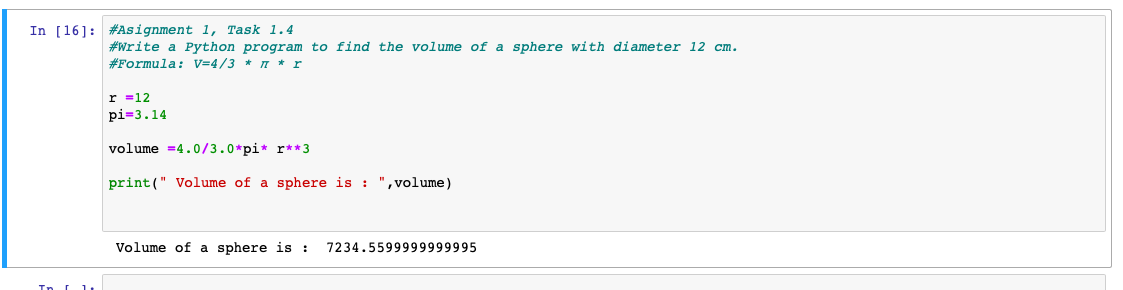 In [16]: #Asignment 1, Task 1.4
#Write a Python program to find the volume of a sphere with diameter 12 cm.
#Formula: V=4/3 * π * r
r =12
pi=3.14
volume =4.0/3.0*pi* r**3
print(" Volume of a sphere is : ",volume)
Volume of a sphere is :  7234.5599999999995
In [ ]: